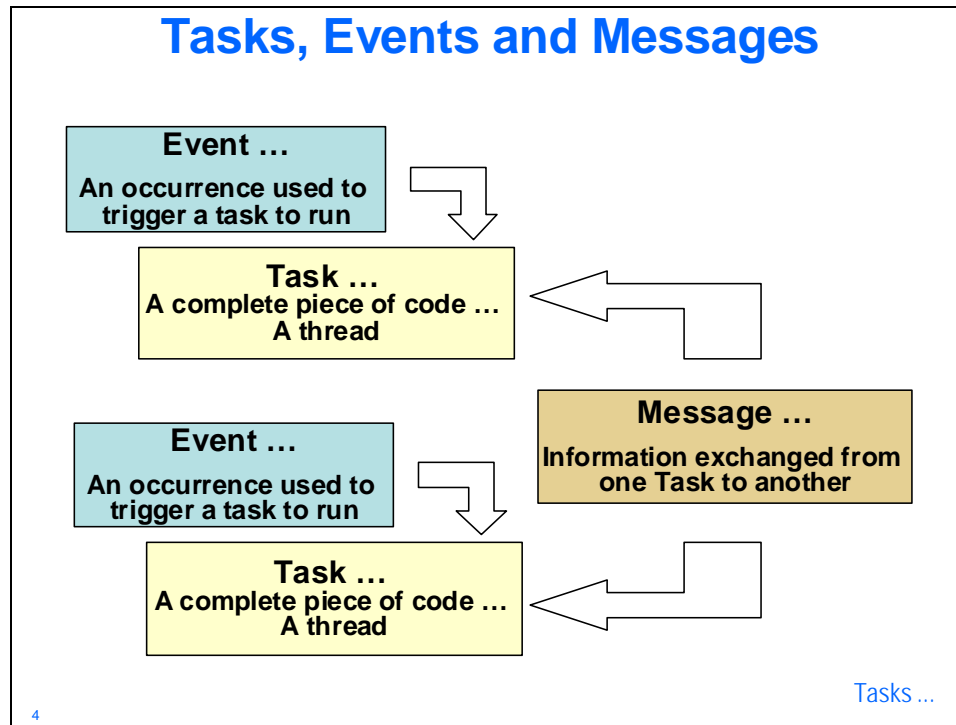 Tasks, Events and Messages
Event …
An occurrence used to
trigger a task to run
Task …
A complete piece of code …
A thread
Message …
Information exchanged from
one Task to another
Event …
An occurrence used to
trigger a task to run
Task …
A complete piece of code …
A thread
Tasks ...
4